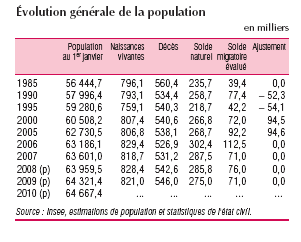 Évolution générale de la population
en milliers
Population au 1er janvier Naissances vivantes Décès Solde naturel Solde migratoire évalué Ajustement
1985 56 444,7 796,1 560,4 235,7 39,4 0,0
1990 57 996,4 793,1 534,4 258,7 77,4 – 52,3
1995 59 280,6 759,1 540,3 218,7 42,2 – 54,1
2000 60 508,2 807,4 540,6 266,8 72,0 94,5
2005 62 730,5 806,8 538,1 268,7 92,2 94,6
2006 63 186,1 829,4 526,9 302,4 112,5 0,0
2007 63 601,0 818,7 531,2 287,5 71,0 0,0
2008 (p) 63 959,5 828,4 542,6 285,8 76,0 0,0
2009 (p) 64 321,4 821,0 546,0 275,0 71,0 0,0
2010 (p) 64 667,4 ... ... ... ... ...
Source : Insee, estimations de population et statistiques de l'état civil.